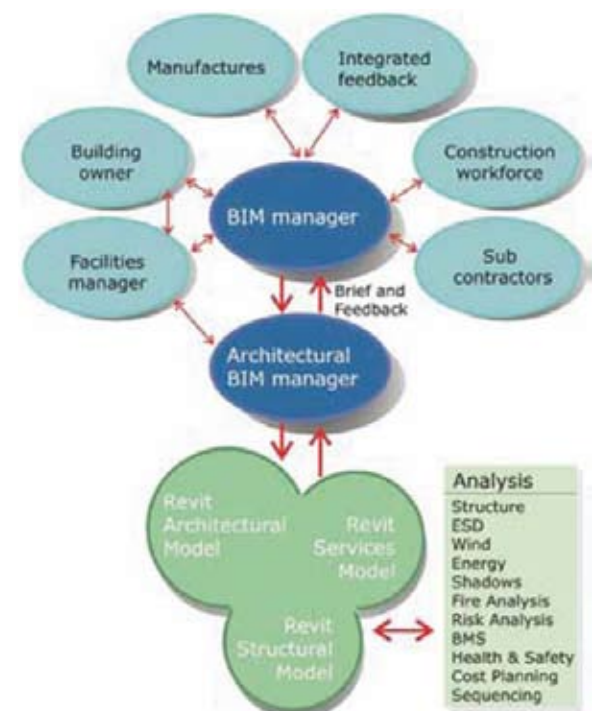 Manufactures
Integrated
feedback
Building
owner
BIM manager
Construction
workforce
Facilities
manager
Sub
contractors
Brief and
Feedback
Architectural
BIM manager
Revit
Architectural
Model
Revit
Services
Model
Revit
Structural
Model
Analysis
Structure
ESD
Wind
Energy
Shadows
Fire Analysis
Risk Analysis
BMS
Health & Safety
Cost Planning
Sequencing